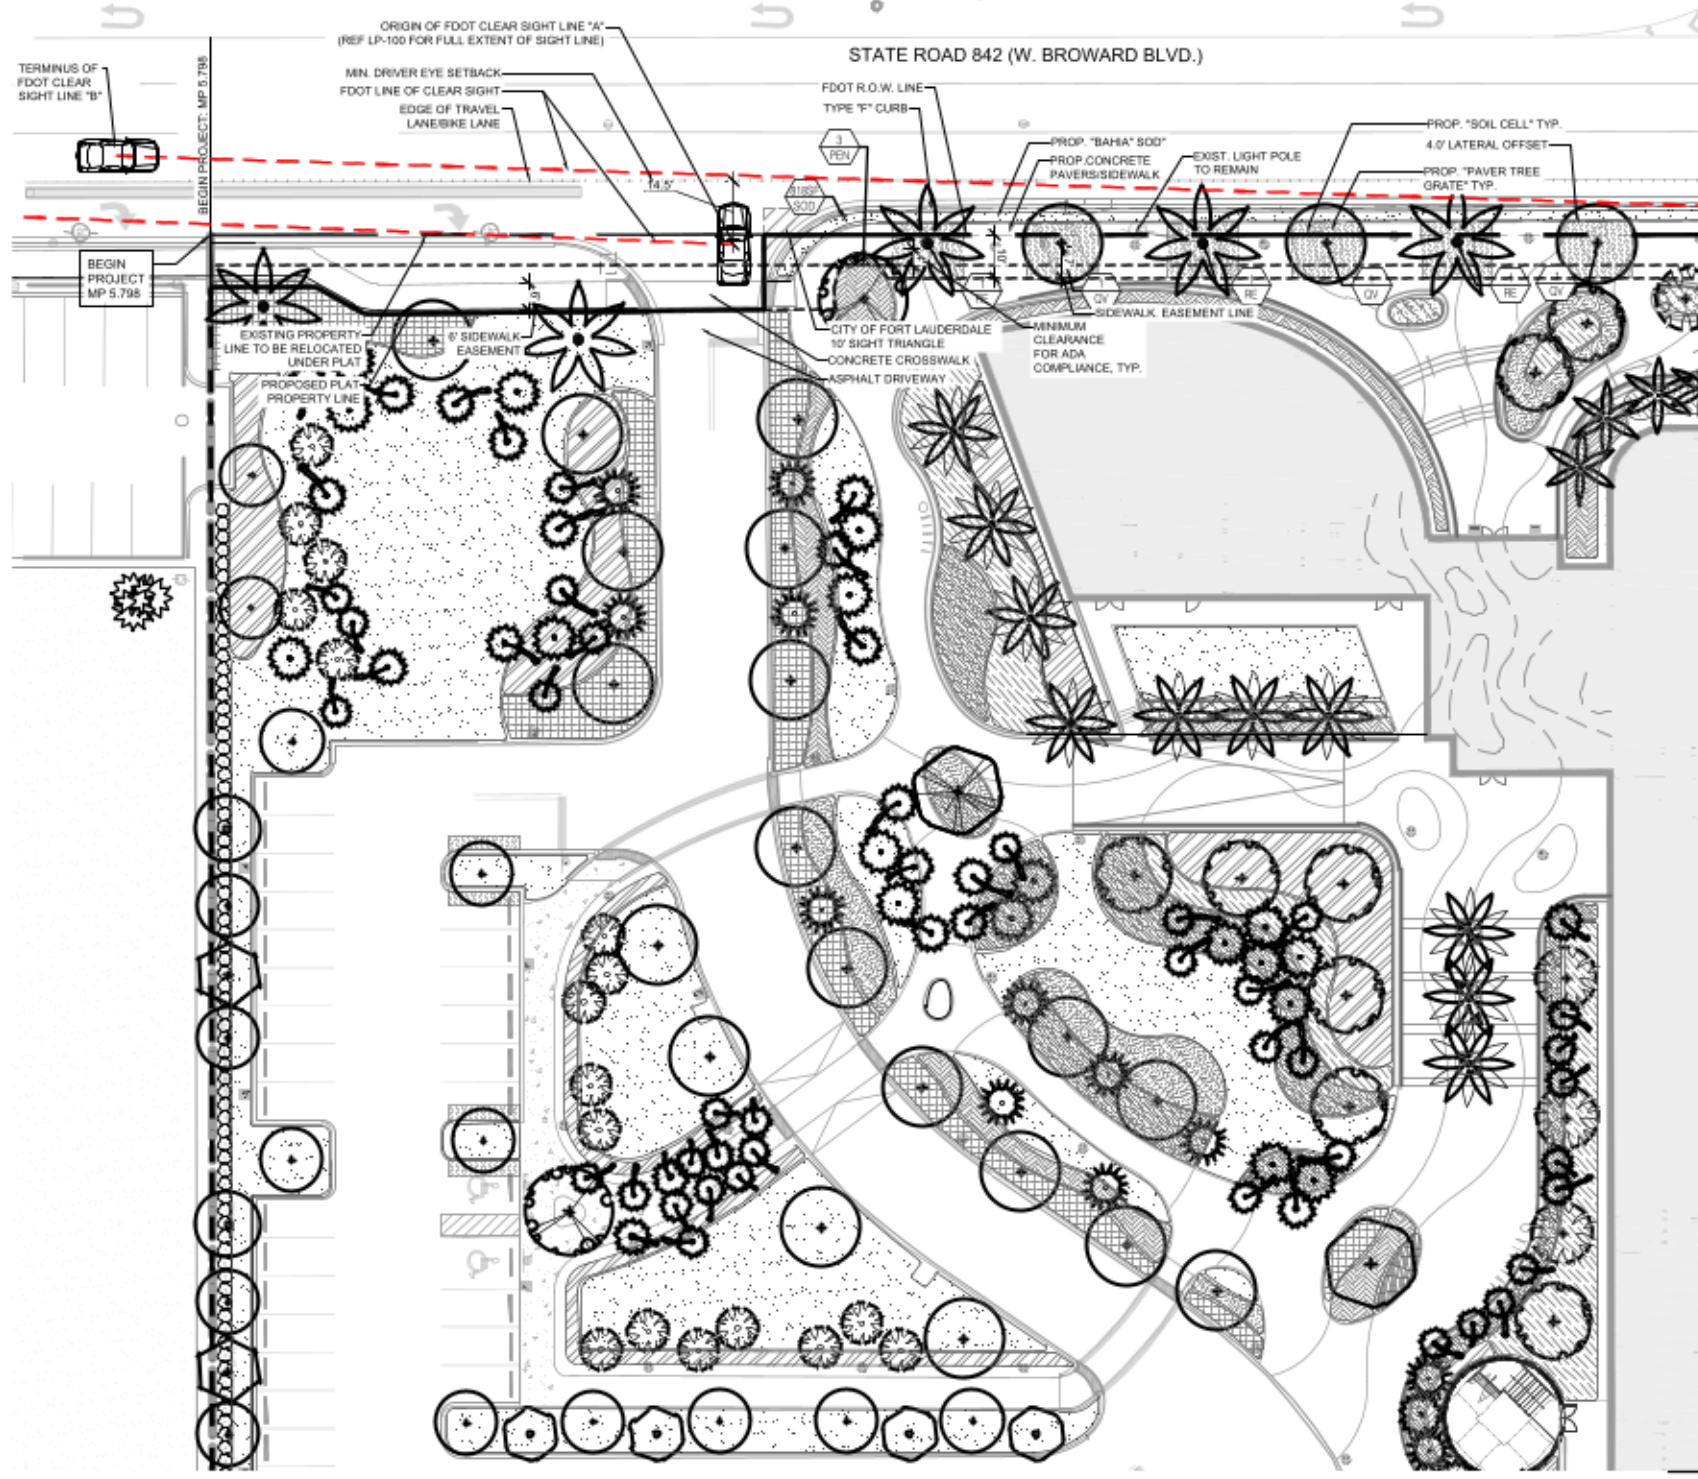 ORIGIN OF FDOT CLEAR SIGHT LINE "A"
(REF LP-100 FOR FULL EXTENT OF SIGHT LINE)
STATE ROAD 842 (W. BROWARD BLVD.)
TERMINUS OF
FDOT CLEAR
SIGHT LINE "B"
BEGIN PROJECT: MP 5.798
MIN. DRIVER EYE SETBACK
FDOT LINE OF CLEAR SIGHT
EDGE OF TRAVEL
LANE/BIKE LANE
FDOT R.O.W. LINE
TYPE "F" CURB
3
PEN
PROP. "BAHIA" SOD"
PROP.CONCRETE
PAVERS/SIDEWALK
EXIST. LIGHT POLE
TO REMAIN
PROP. "SOIL CELL" TYP.
4.0' LATERAL OFFSET
PROP. "PAVER TREE
GRATE" TYP.
14.5'
818SF
SOD
BEGIN
PROJECT
MP 5.798
QV
RE
QV
RE
QV
EXISTING PROPERTY
LINE TO BE RELOCATED
UNDER PLAT
PROPOSED PLAT
PROPERTY LINE
6' SIDEWALK
EASEMENT
SIDEWALK. EASEMENT LINE
CITY OF FORT LAUDERDALE
10' SIGHT TRIANGLE
CONCRETE CROSSWALK
ASPHALT DRIVEWAY
MINIMUM
CLEARANCE
FOR ADA
COMPLIANCE, TYP.